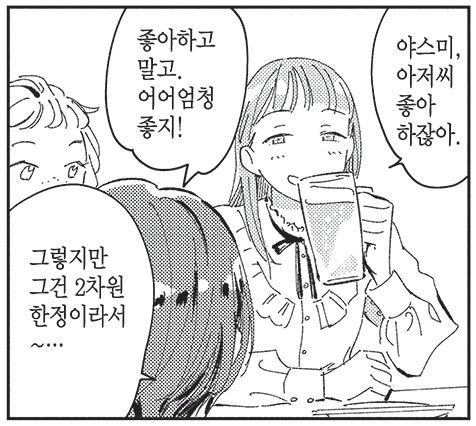 야스미,
아저씨
좋아
하잖아.
좋아하고
말고.
어어엄청
좋지!
그렇지만
그건 2차원
한정이라서
~…